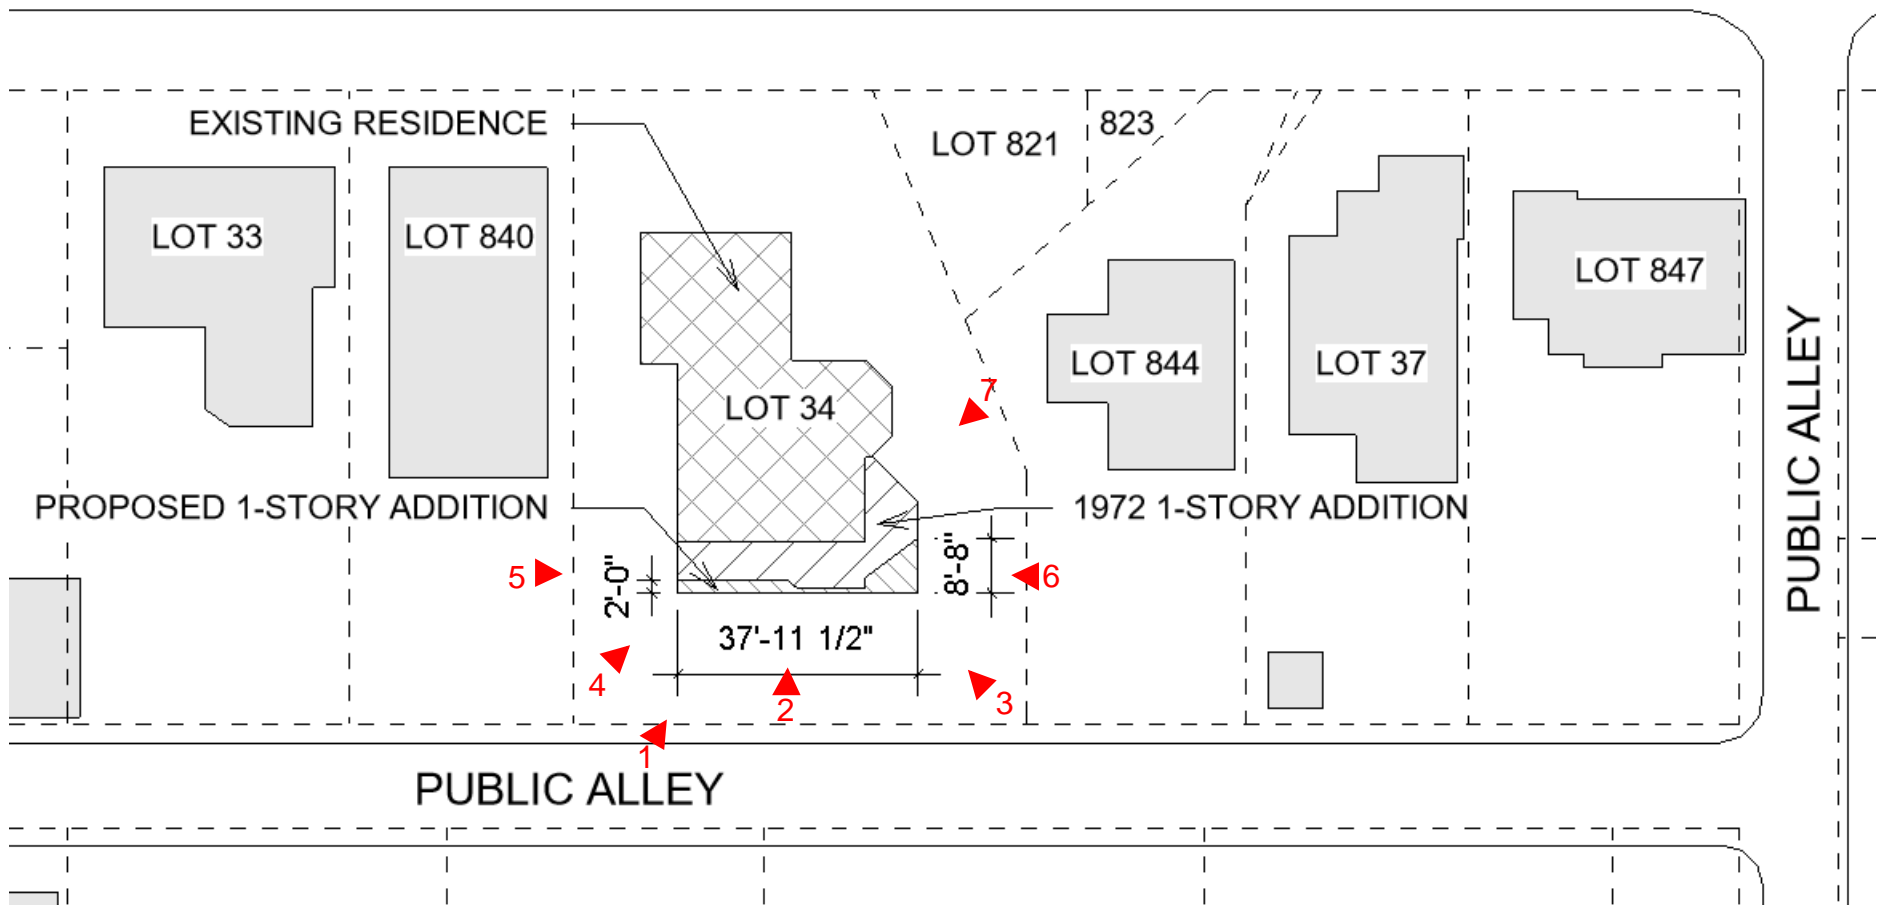 EXISTING RESIDENCE
823
LOT 821
LOT 33
LOT 840
LOT 847
LOT 844
LOT 37
PUBLIC ALLEY
7
LOT 34
PROPOSED 1-STORY ADDITION
1972 1-STORY ADDITION
5
2'-0"
8'-8"
6
37'-11 1/2"
4
3
2
1
PUBLIC ALLEY